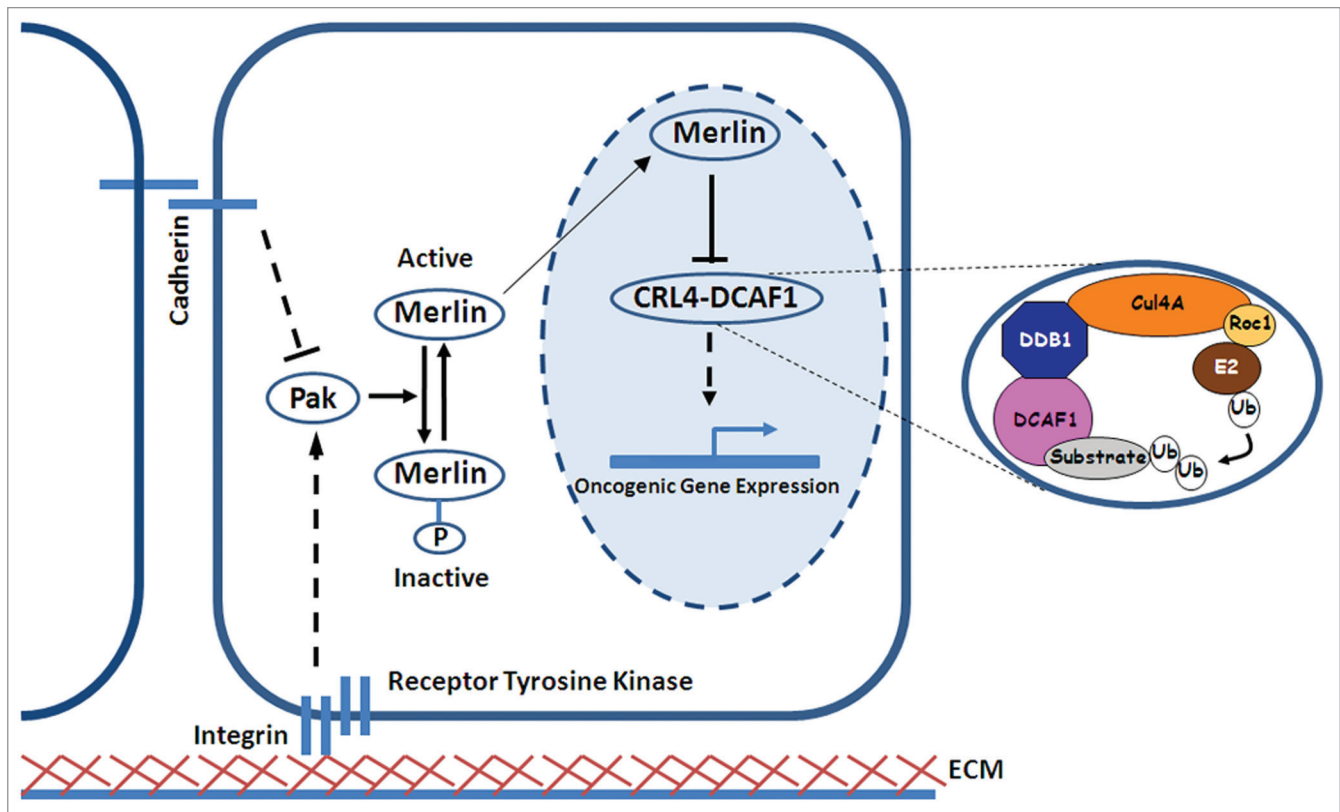 Merlin
Cadherin
Active
Merlin
CRL4-DCAF1
Pak
Merlin
P
Inactive
Oncogenic Gene Expression
Cul4A
Roc1
DDB1
E2
Ub
DCAF1
Substrate
Ub
Ub
Receptor Tyrosine Kinase
Integrin
ECM